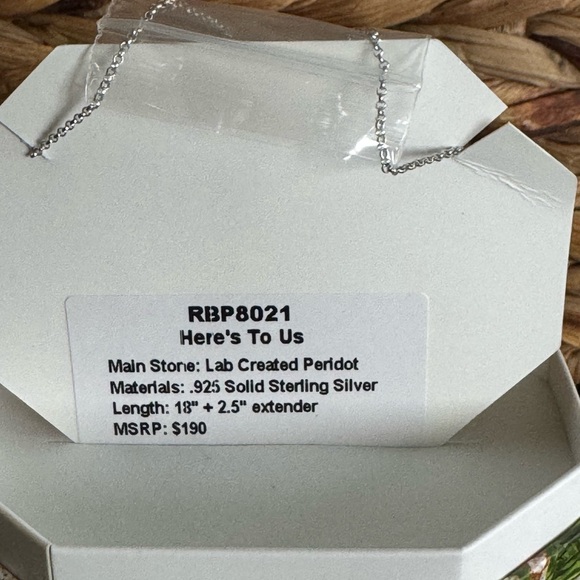 RBP8021
Here's To Us
Main Stone: Lab Created Peridot
Materials: .925 Solid Sterling Silver
Length: 18" + 2.5" extender
MSRP: $190